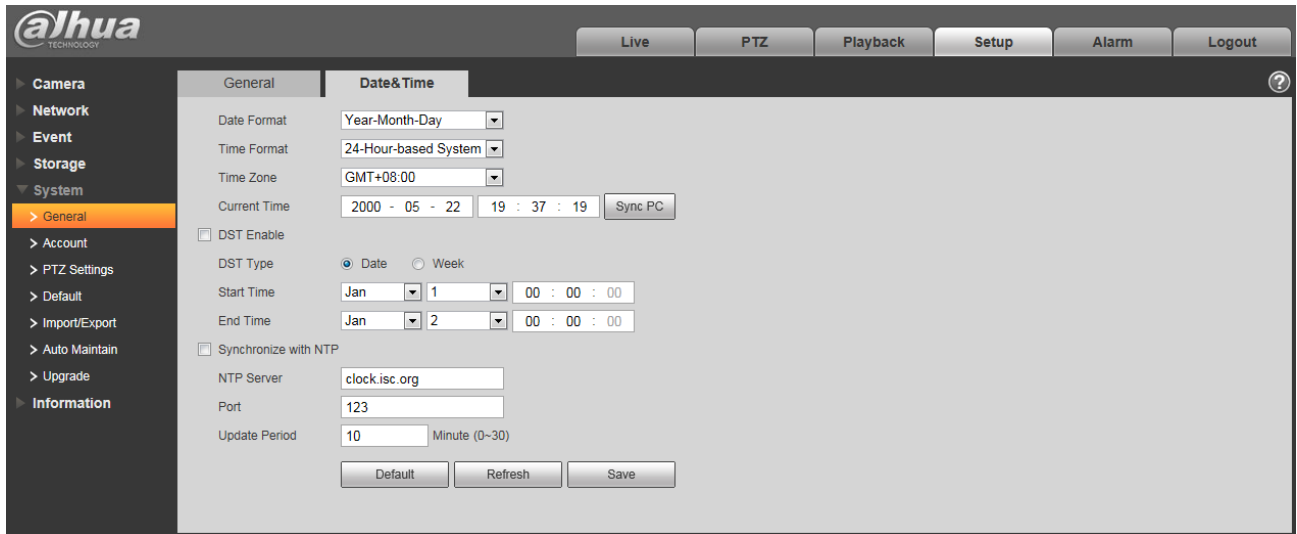 alhua
TECHNOLOGY
Live PTZ Playback Setup Alarm Logout
Camera
Network
Event
Storage
System
> General
> Account
> PTZ Settings
> Default
> Import/Export
> Auto Maintain
> Upgrade
Information
General Date&Time ?
Date Format Year-Month-Day
Time Format 24-Hour-based System
Time Zone GMT+08:00
Current Time 2000 - 05 - 22 19 : 37 : 19 Sync PC
DST Enable
DST Type Date Week
Start Time Jan 1 00 : 00 : 00
End Time Jan 2 00 : 00 : 00
Synchronize with NTP
NTP Server clock.isc.org
Port 123
Update Period 10 Minute (0~30)
Default Refresh Save